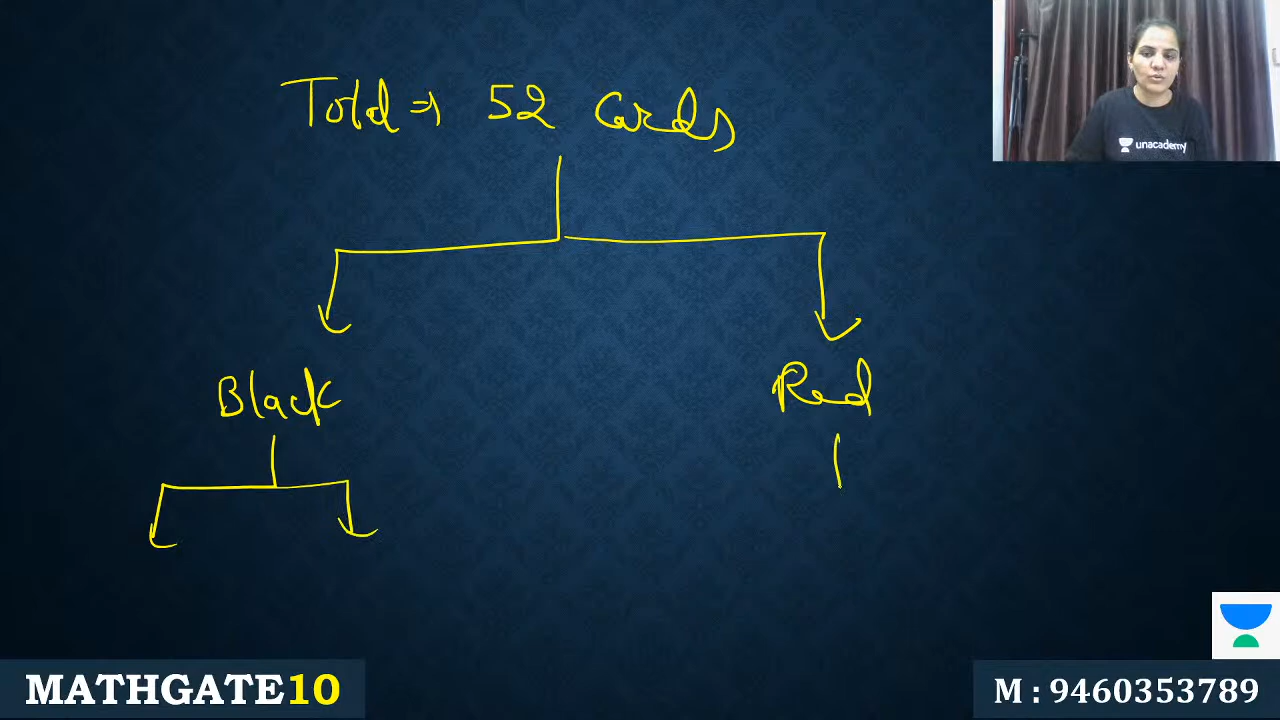 Total ⇒ 52 Cards
unacademy
Black
Red
MATHGATE10
M : 9460353789